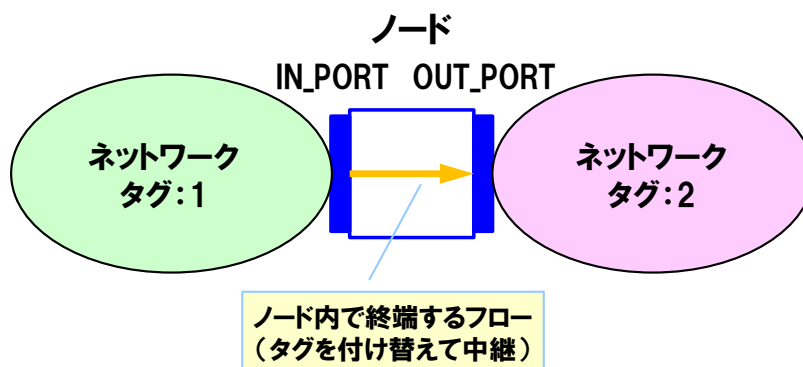 ノード
IN_PORT OUT_PORT
ネットワーク
タグ:1
ネットワーク
タグ:2
ノード内で終端するフロー
(タグを付け替えて中継)